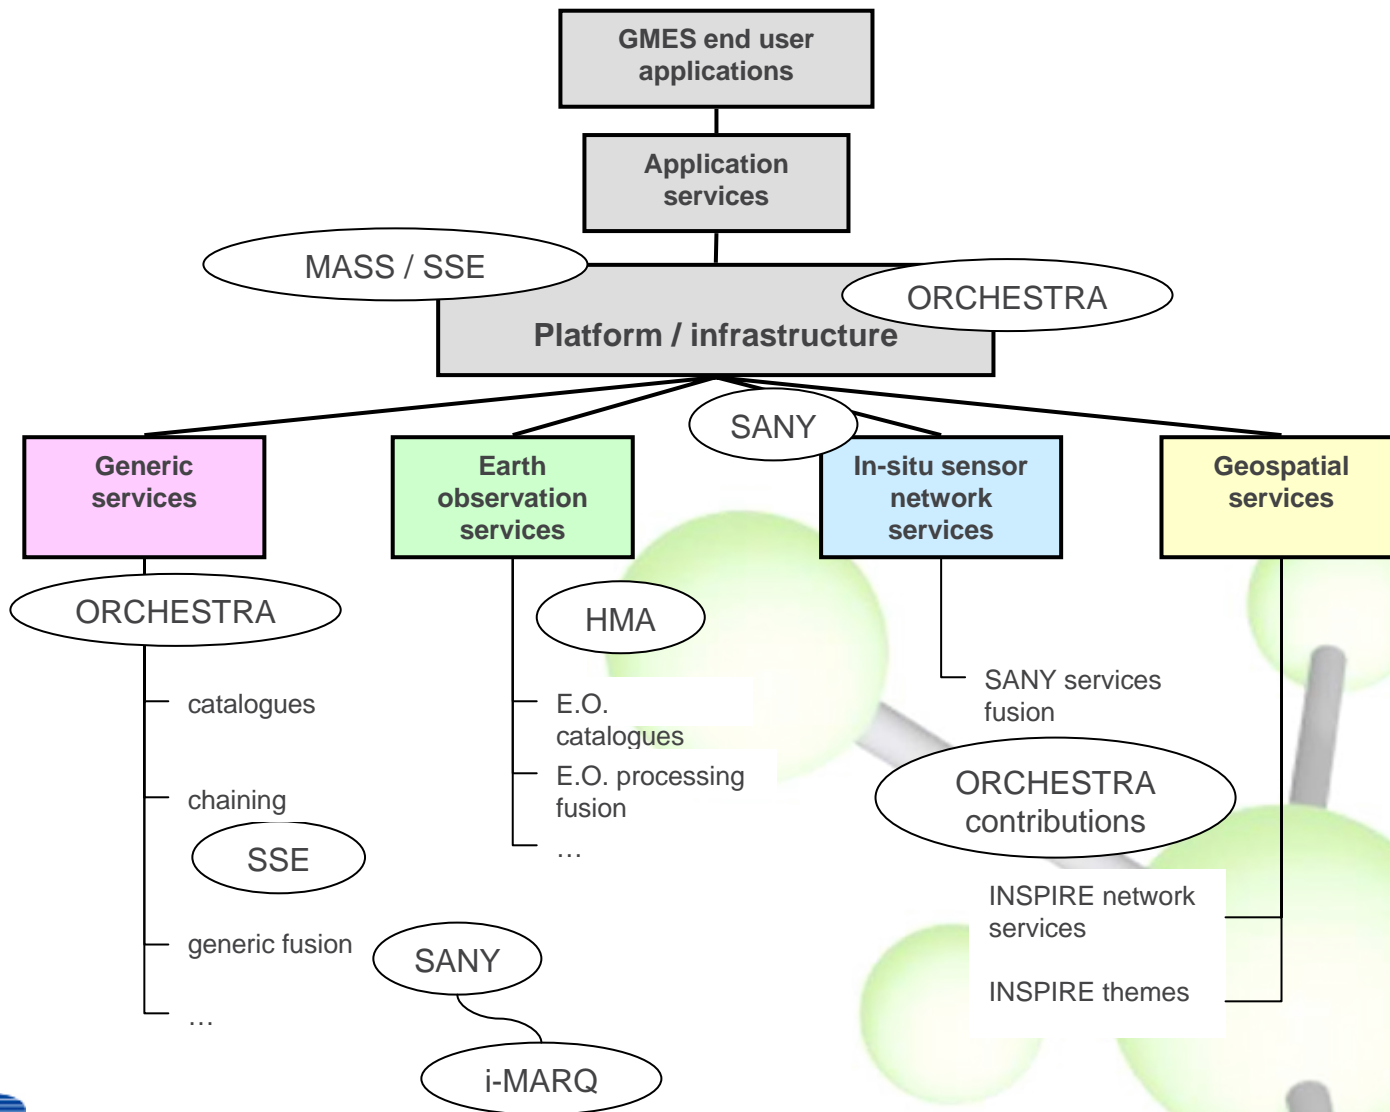 GMES end user
applications
Application
services
MASS / SSE
ORCHESTRA
Platform / infrastructure
SANY
Generic
services
Earth
observation
services
In-situ sensor
network
services
Geospatial
services
ORCHESTRA
HMA
catalogues
E.O.
catalogues
SANY services
fusion
E.O. processing
fusion
chaining
ORCHESTRA
contributions
SSE
…
INSPIRE network
services
generic fusion
SANY
INSPIRE themes
…
i-MARQ